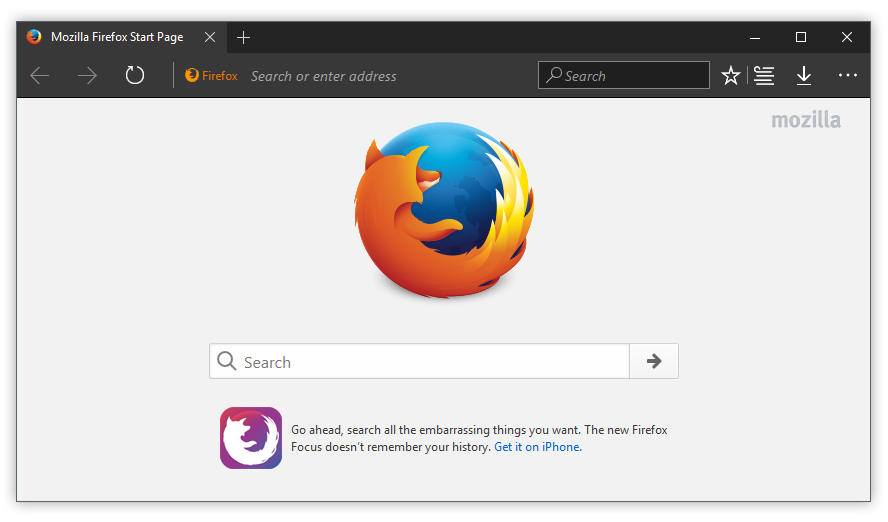 Mozilla Firefox Start Page
Firefox Search or enter address
Search
mozilla
Search
Go ahead, search all the embarrassing things you want. The new Firefox
Focus doesn't remember your history. Get it on iPhone.